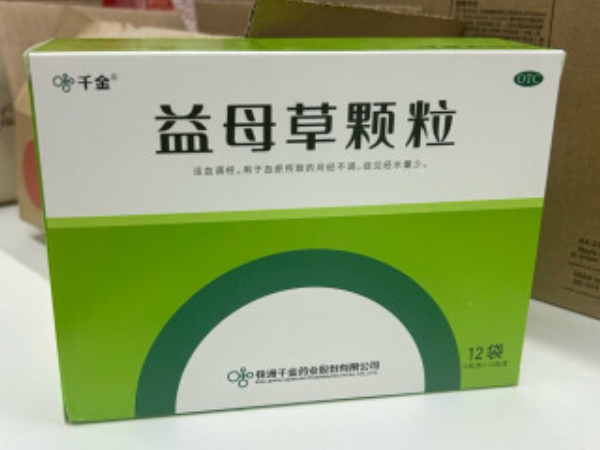 千金®
OTC
益母草颗粒
活血调经。用于血瘀所致的月经不调,症见经水量少。
株洲千金药业股份有限公司
12袋